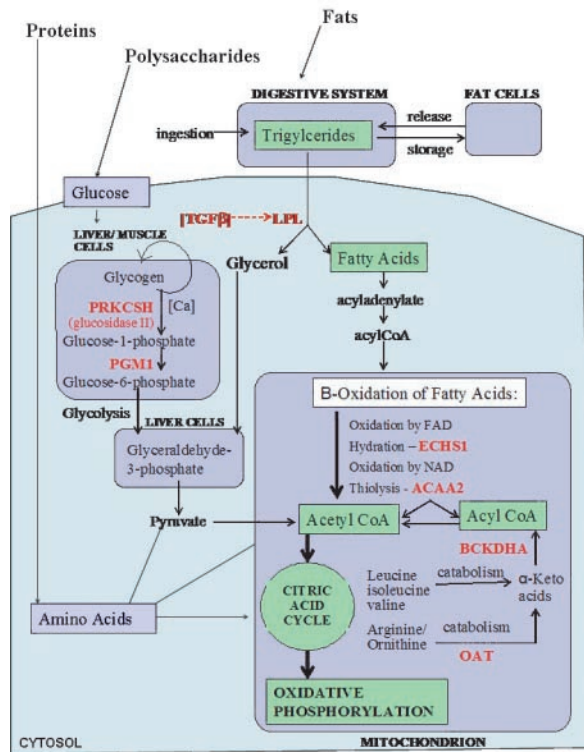 Proteins
Fats
Polysaccharides
DIGESTIVE SYSTEM
FAT CELLS
ingestion
Trigylcerides
release
storage
Glucose
LIVER/ MUSCLE
CELLS
[TGFβ]
LPL
Glycogen
Glycerol
Fatty Acids
PRKCSH
[Ca]
(glucosidase II)
Glucose-1-phosphate
acyladenylate
PGM1
acylCoA
Glucose-6-phosphate
Glycolysis
LIVER CELLS
Glyceraldehyde-
3-phosphate
Pyruvate
B-Oxidation of Fatty Acids:
Oxidation by FAD
Hydration – ECHS1
Oxidation by NAD
Thiolysis - ACAA2
Acetyl CoA
Acyl CoA
BCKDHA
CITRIC
ACID
CYCLE
Leucine
isoleucine
valine
catabolism
α-Keto
acids
Amino Acids
Arginine/
Ornithine
catabolism
OAT
OXIDATIVE
PHOSPHORYLATION
CYTOSOL
MITOCHONDRION